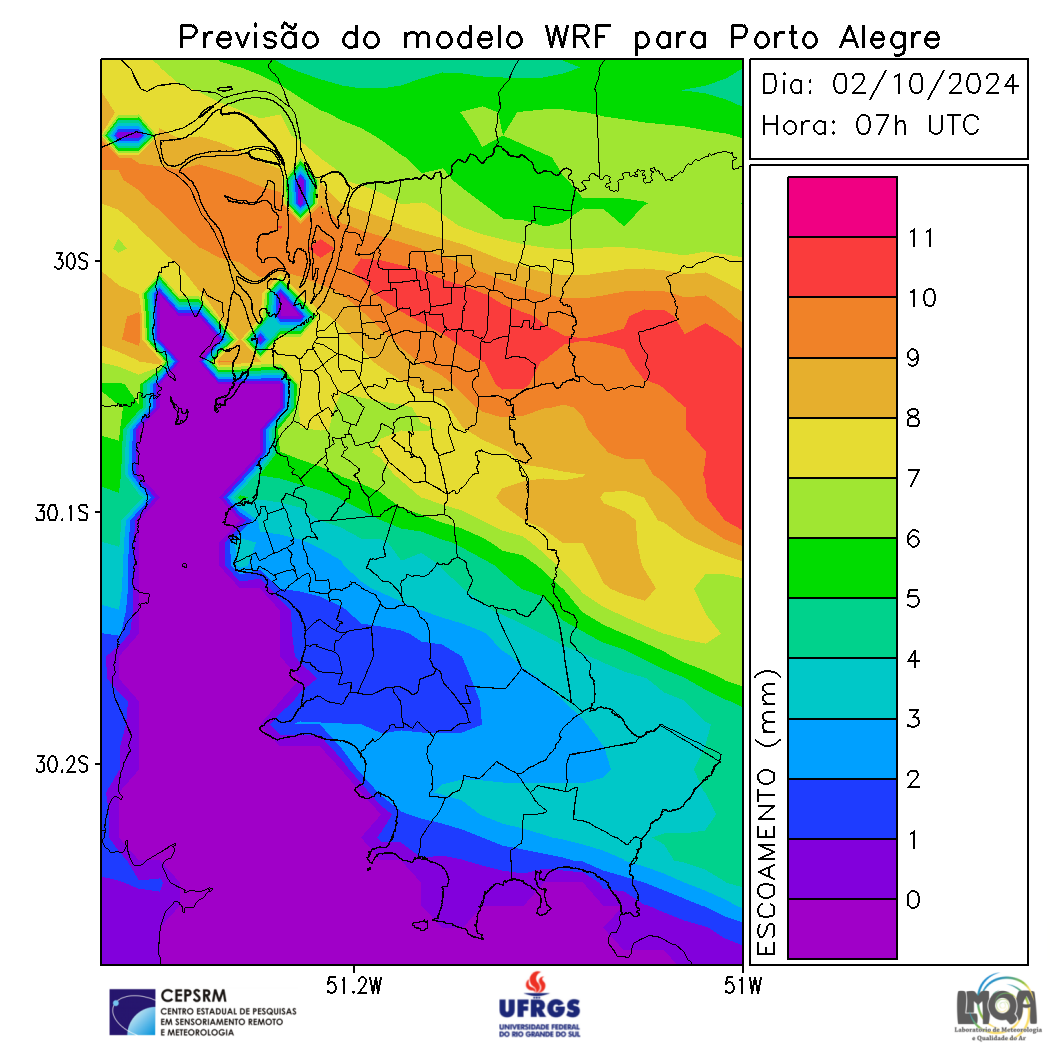 Previsão do modelo WRF para Porto Alegre
Dia: 02/10/2024
Hora: 07h UTC
30S
30.1S
30.2S
51.2W
51W
ESCOAMENTO (mm)
11
10
9
8
7
6
5
4
3
2
1
0
CEPSRM
CENTRO ESTADUAL DE PESQUISAS
EM SENSORIAMENTO REMOTO
E METEOROLOGIA
UFRGS
UNIVERSIDADE FEDERAL
DO RIO GRANDE DO SUL
LMQA
Laboratório de Meteorologia
e Qualidade do Ar